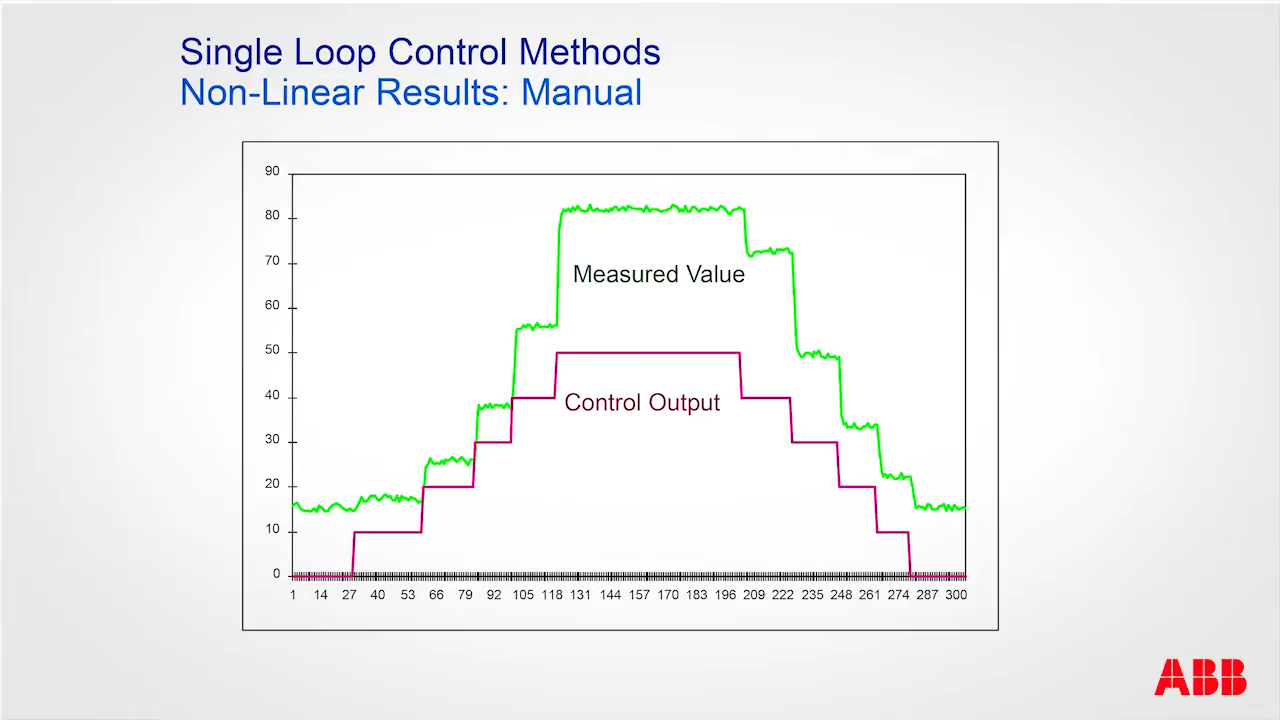 Single Loop Control Methods
Non-Linear Results: Manual
90
80
70
60
50
40
30
20
10
0
Measured Value
Control Output
1 14 27 40 53 66 79 92 105 118 131 144 157 170 183 196 209 222 235 248 261 274 287 300
ABB